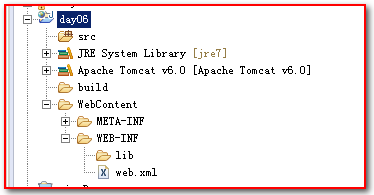 day06
src
JRE System Library [jre7]
Apache Tomcat v6.0 [Apache Tomcat v6.0]
build
WebContent
META-INF
WEB-INF
lib
web.xml